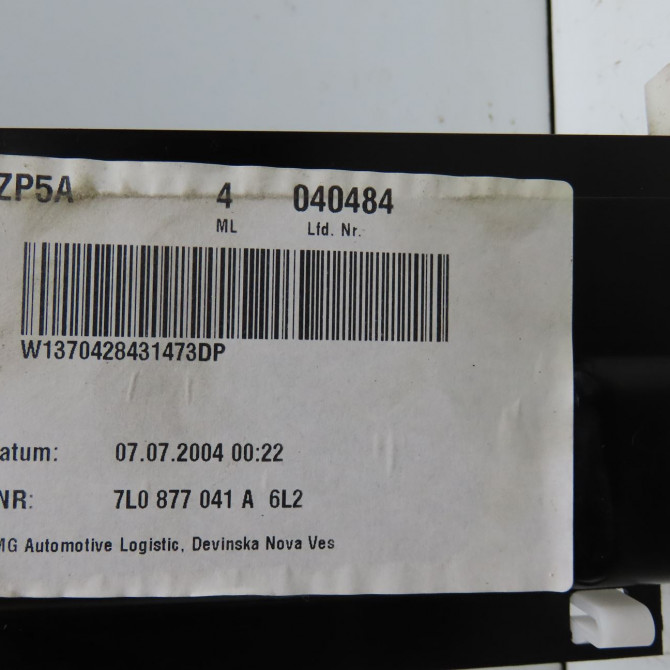 ZP5A 4 040484
ML Lfd. Nr.
W1370428431473DP
atum: 07.07.2004 00:22
NR: 7L0 877 041 A 6L2
MG Automotive Logistic, Devinska Nova Ves